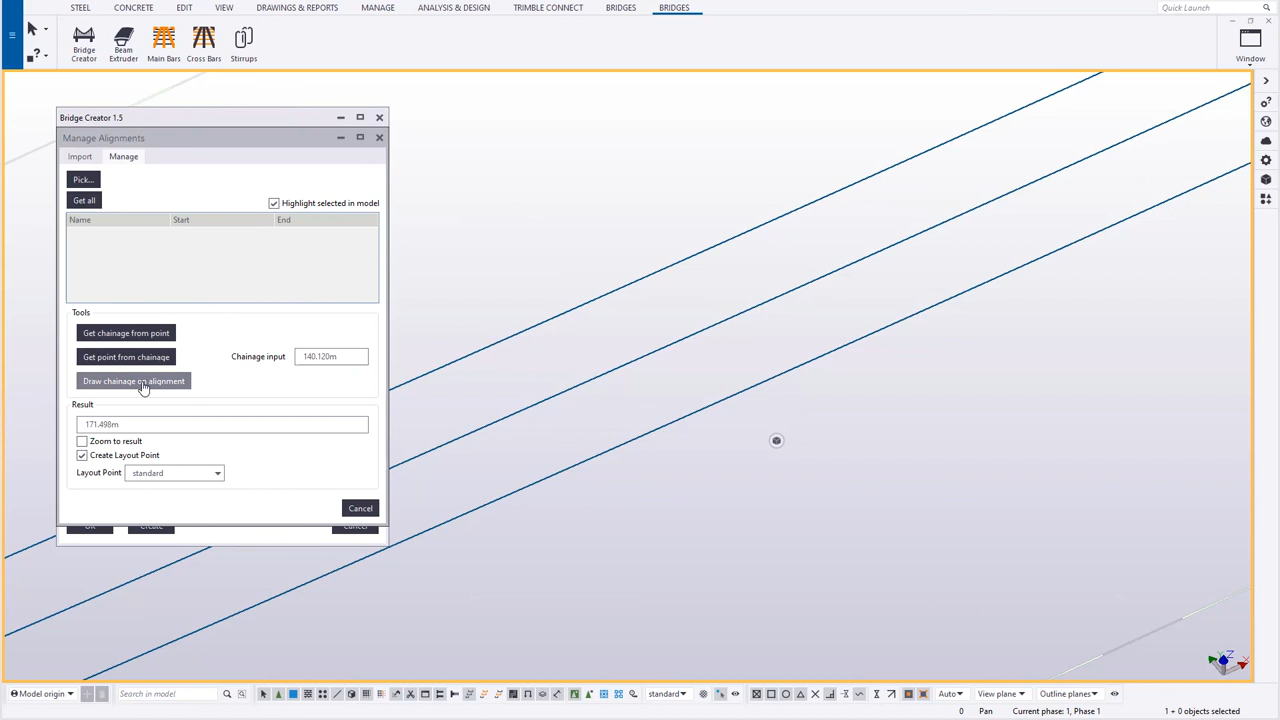 STEEL CONCRETE EDIT VIEW DRAWINGS & REPORTS MANAGE ANALYSIS & DESIGN TRIMBLE CONNECT BRIDGES BRIDGES Quick Launch
Bridge Creator Beam Extruder Main Bars Cross Bars Stirrups Window
Bridge Creator 1.5
Manage Alignments
Import Manage
Pick...
Get all Highlight selected in model
Name Start End
Tools
Get chainage from point
Get point from chainage Chainage input 140.120m
Draw chainage on alignment
Result
171.498m
Zoom to result
Create Layout Point
Layout Point standard
Cancel
OK Create Cancel
Model origin Search in model standard Auto View plane Outline planes
0 Pan Current phase: 1, Phase 1 1 + 0 objects selected